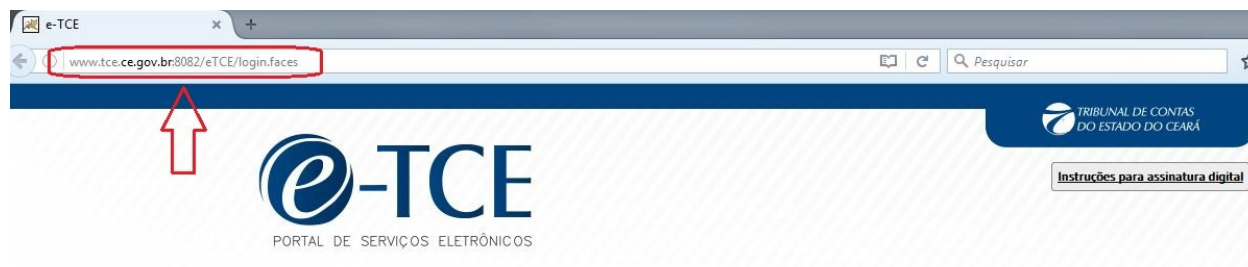 e-TCE
www.tce.ce.gov.br:8082/eTCE/login.faces
Pesquisar
TRIBUNAL DE CONTAS
DO ESTADO DO CEARÁ
e-TCE
Instruções para assinatura digital
PORTAL DE SERVIÇOS ELETRÔNICOS